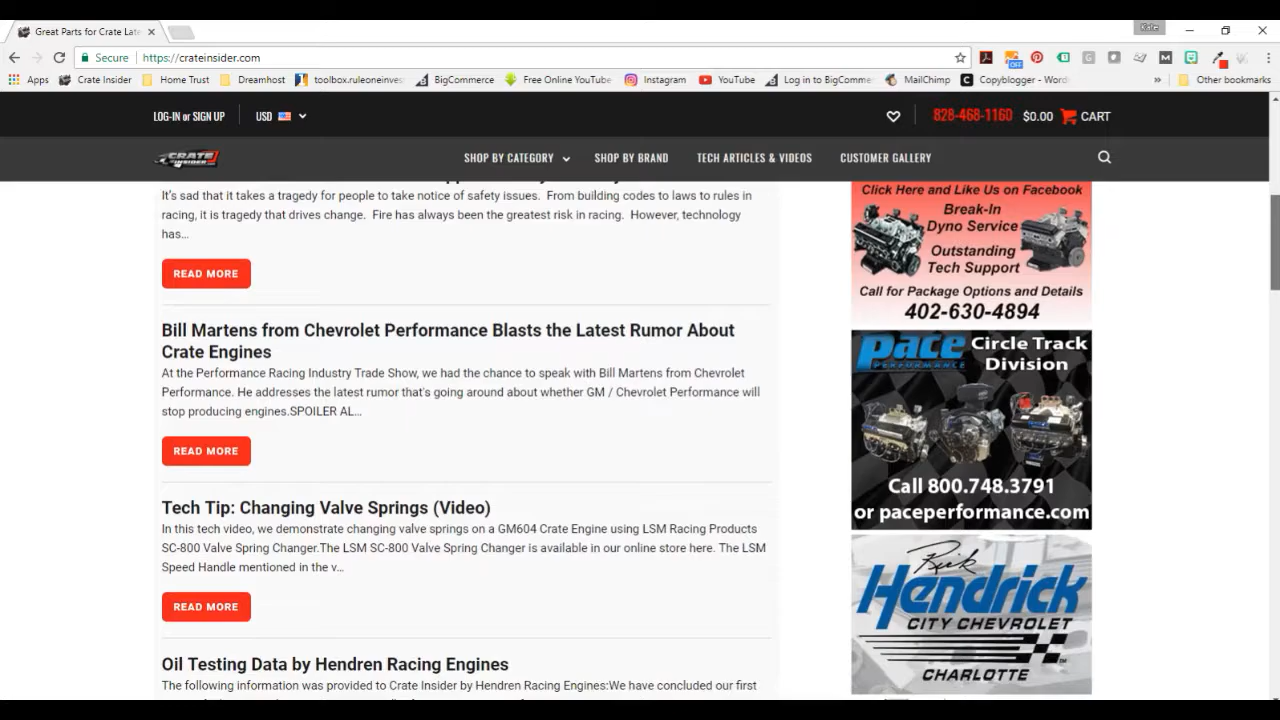 Great Parts for Crate Late
Kate
Secure
https://crateinsider.com
OFF
Apps
Crate Insider
Home Trust
Dreamhost
toolbox.ruleoneinves
BigCommerce
Free Online YouTube
Instagram
YouTube
Log in to BigComme
MailChimp
Copyblogger - Word
Other bookmarks
LOG-IN or SIGN UP
USD
828-468-1160
$0.00
CART
CRATE INSIDER
SHOP BY CATEGORY
SHOP BY BRAND
TECH ARTICLES & VIDEOS
CUSTOMER GALLERY
It's sad that it takes a tragedy for people to take notice of safety issues. From building codes to laws to rules in
racing, it is tragedy that drives change. Fire has always been the greatest risk in racing. However, technology
has...
READ MORE
Bill Martens from Chevrolet Performance Blasts the Latest Rumor About
Crate Engines
At the Performance Racing Industry Trade Show, we had the chance to speak with Bill Martens from Chevrolet
Performance. He addresses the latest rumor that's going around about whether GM / Chevrolet Performance will
stop producing engines.SPOILER AL...
READ MORE
Tech Tip: Changing Valve Springs (Video)
In this tech video, we demonstrate changing valve springs on a GM604 Crate Engine using LSM Racing Products
SC-800 Valve Spring Changer.The LSM SC-800 Valve Spring Changer is available in our online store here. The LSM
Speed Handle mentioned in the v...
READ MORE
Oil Testing Data by Hendren Racing Engines
The following information was provided to Crate Insider by Hendren Racing Engines:We have concluded our first
Click Here and Like Us on Facebook
Break-In
Dyno Service
Outstanding
Tech Support
Call for Package Options and Details
402-630-4894
pace
PERFORMANCE
Circle Track
Division
Call 800.748.3791
or paceperformance.com
Rick
Hendrick
CITY CHEVROLET
CHARLOTTE